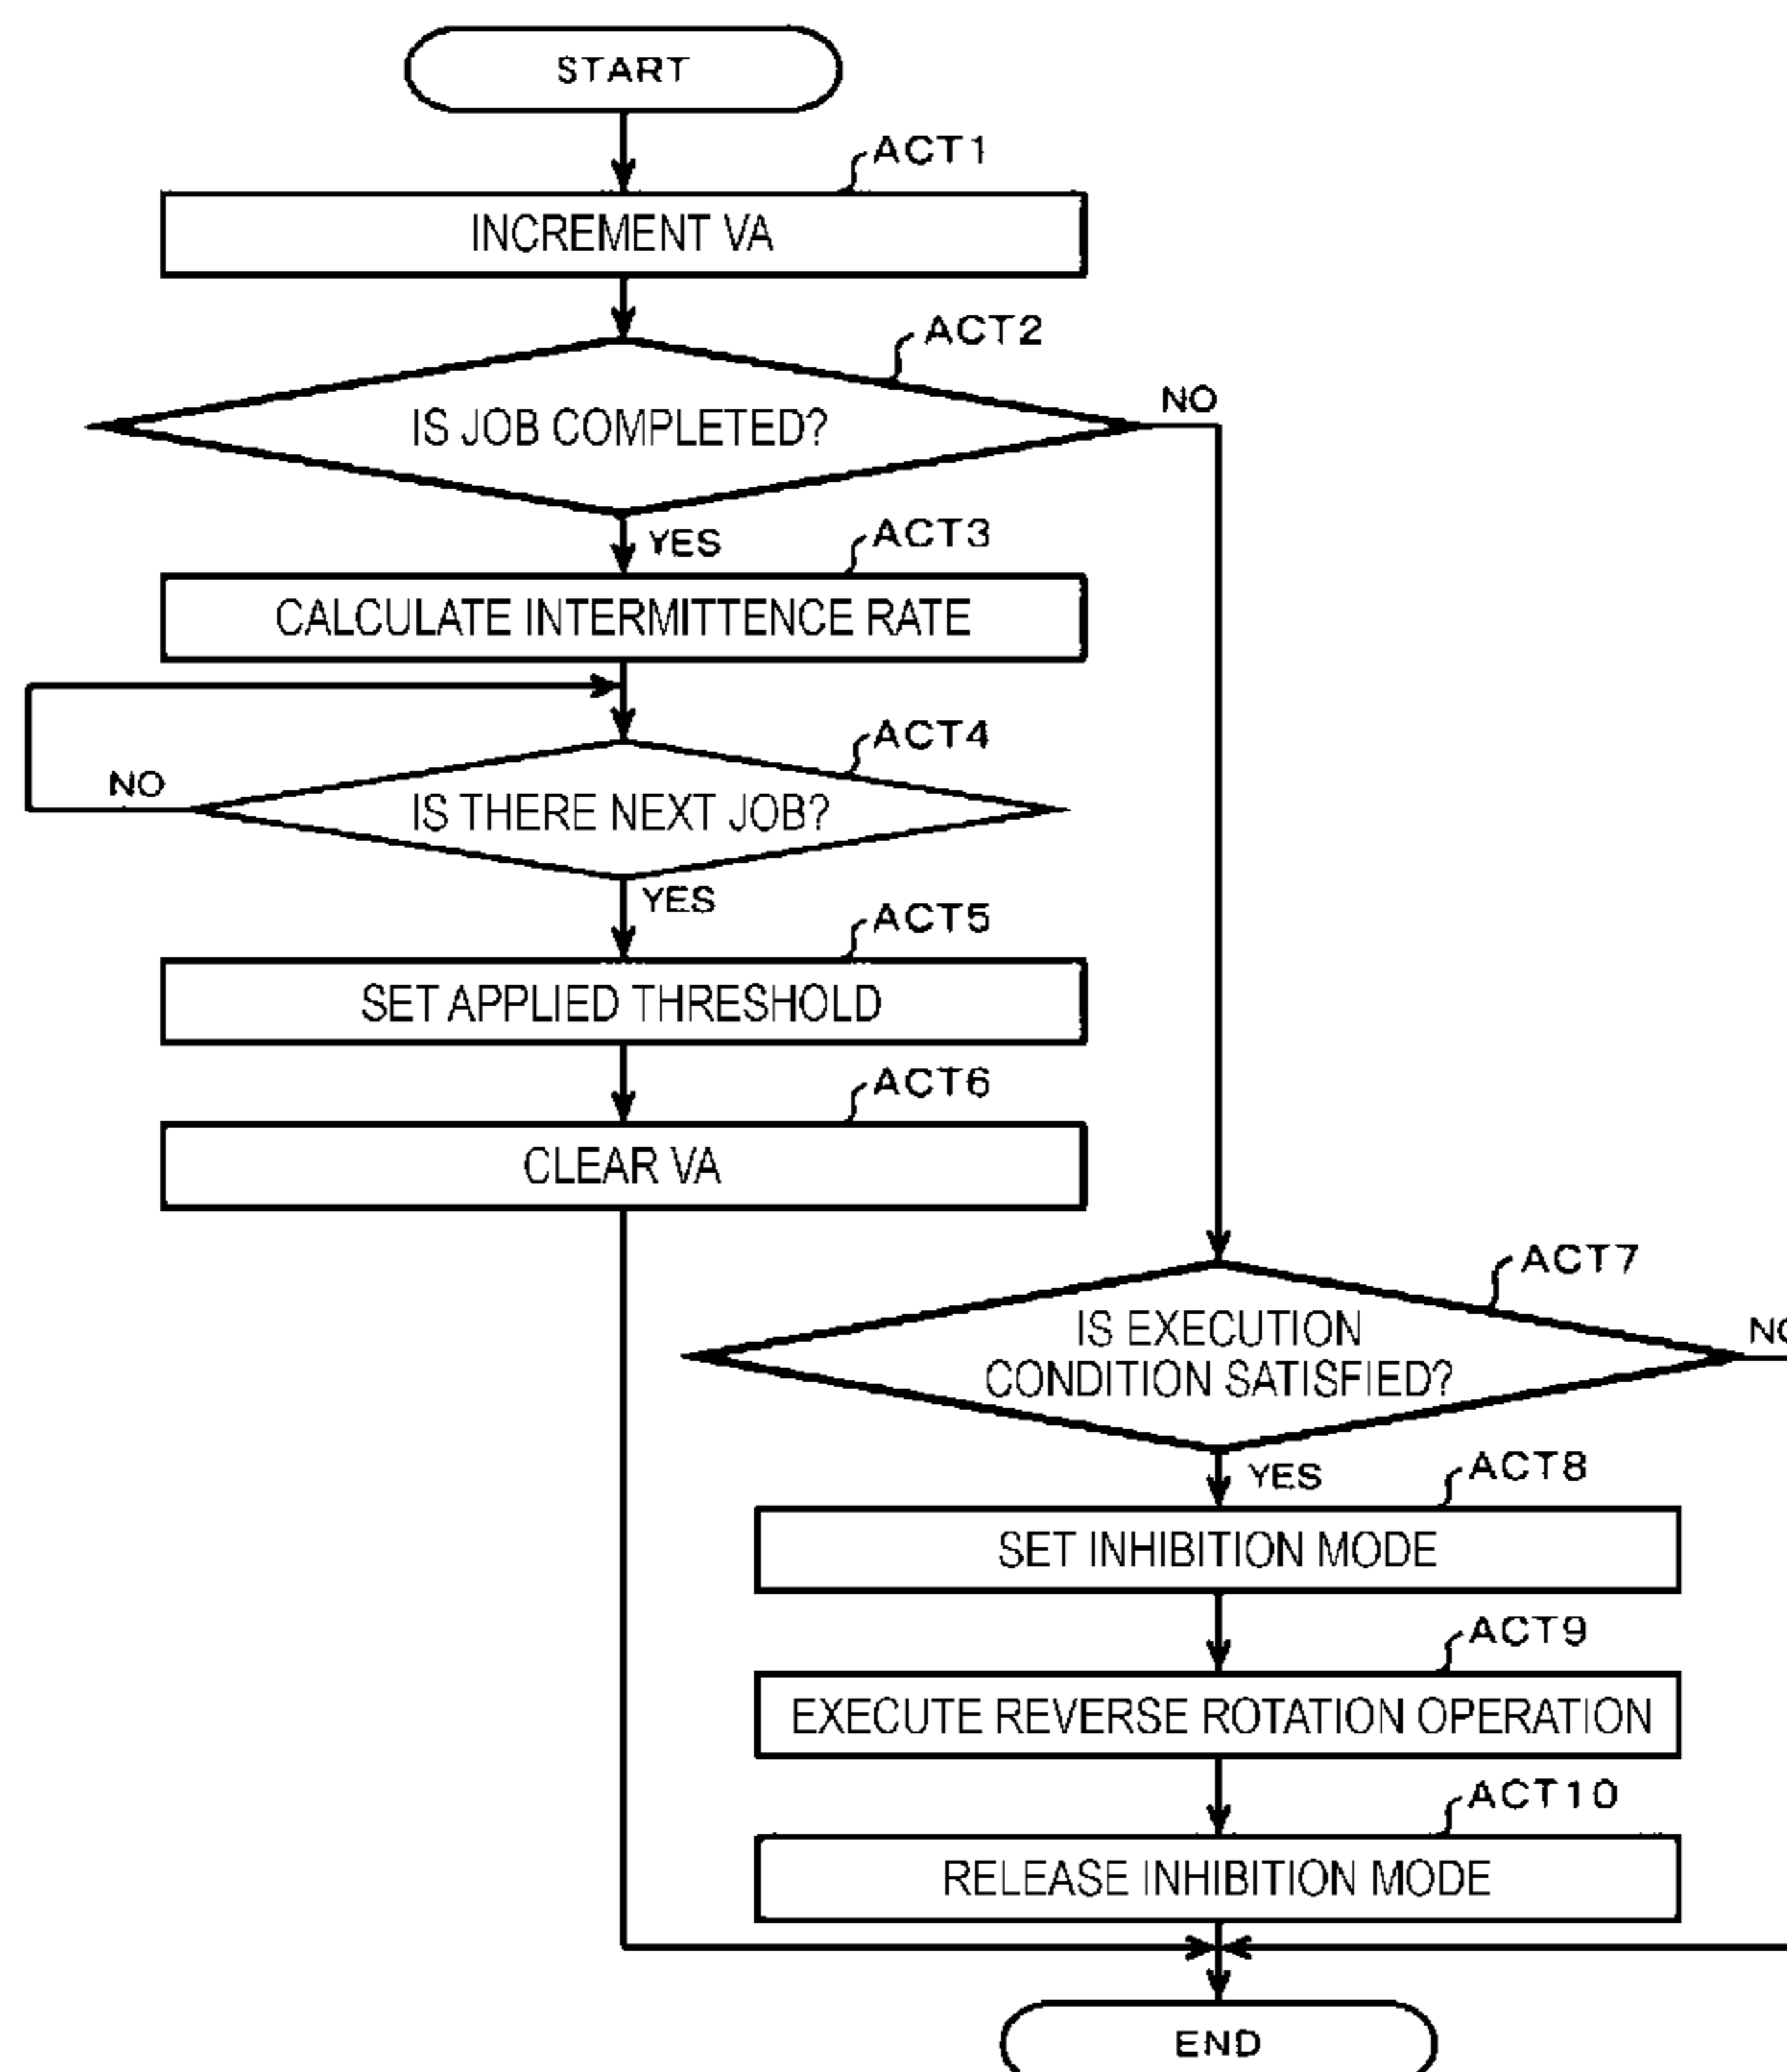 START
ACT1
INCREMENT VA
ACT2
IS JOB COMPLETED?
NO
YES
ACT3
CALCULATE INTERMITTENCE RATE
ACT4
IS THERE NEXT JOB?
NO
YES
ACT5
SET APPLIED THRESHOLD
ACT6
CLEAR VA
ACT7
IS EXECUTION
CONDITION SATISFIED?
NO
YES
ACT8
SET INHIBITION MODE
ACT9
EXECUTE REVERSE ROTATION OPERATION
ACT10
RELEASE INHIBITION MODE
END